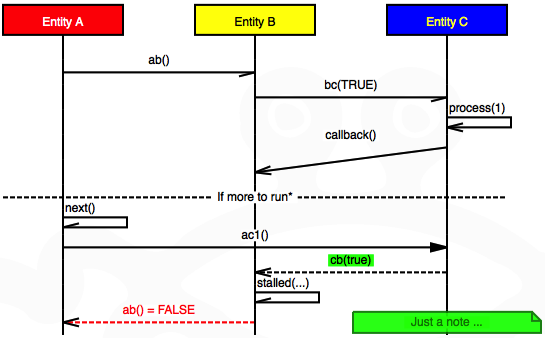 Entity A Entity B Entity C
ab()
bc(TRUE)
process(1)
callback()
If more to run*
next()
ac1()
cb(true)
stalled(...)
ab() = FALSE
Just a note ...